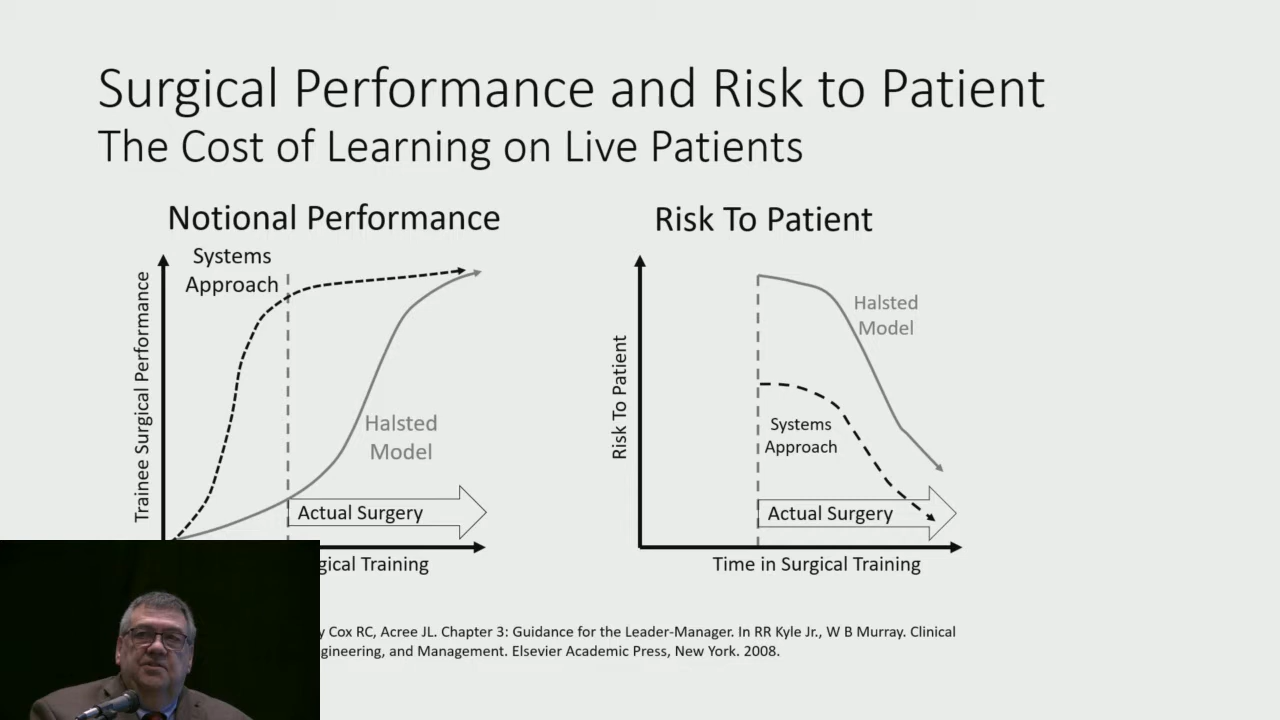 Surgical Performance and Risk to Patient
The Cost of Learning on Live Patients
Notional Performance
Systems
Approach
Trainee Surgical Performance
Halsted
Model
Actual Surgery
gical Training
Risk To Patient
Risk To Patient
Halsted
Model
Systems
Approach
Actual Surgery
Time in Surgical Training
y Cox RC, Acree JL. Chapter 3: Guidance for the Leader-Manager. In RR Kyle Jr., W B Murray. Clinical
gineering, and Management. Elsevier Academic Press, New York. 2008.